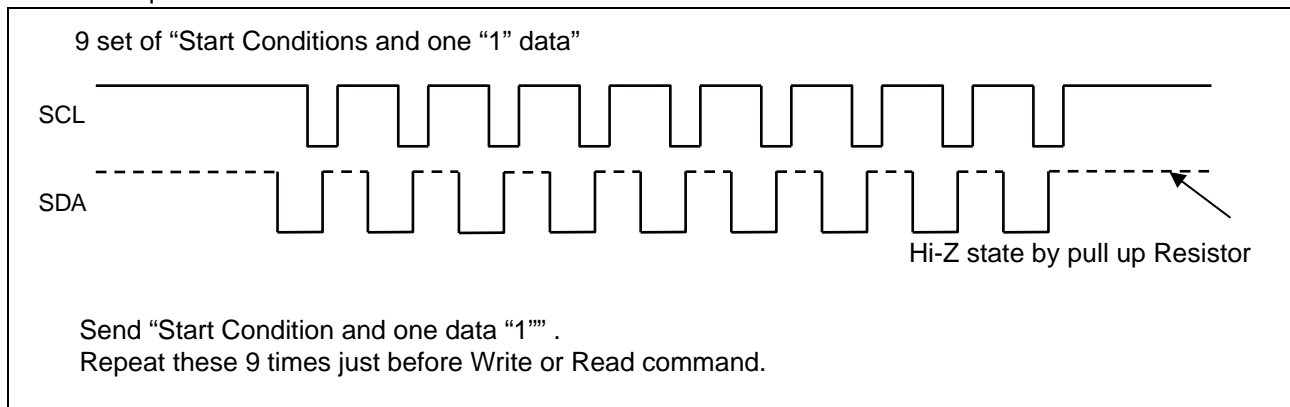 9 set of “Start Conditions and one “1” data”
SCL
SDA
Hi-Z state by pull up Resistor
Send “Start Condition and one data “1”” .
Repeat these 9 times just before Write or Read command.